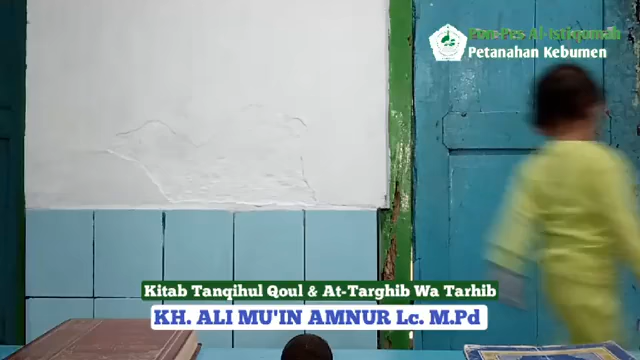 Pon-Pes Al-Istiqomah
Petanahan Kebumen
Kitab Tanqihul Qoul & At-Targhib Wa Tarhib
KH. ALI MU'IN AMNUR Lc. M.Pd